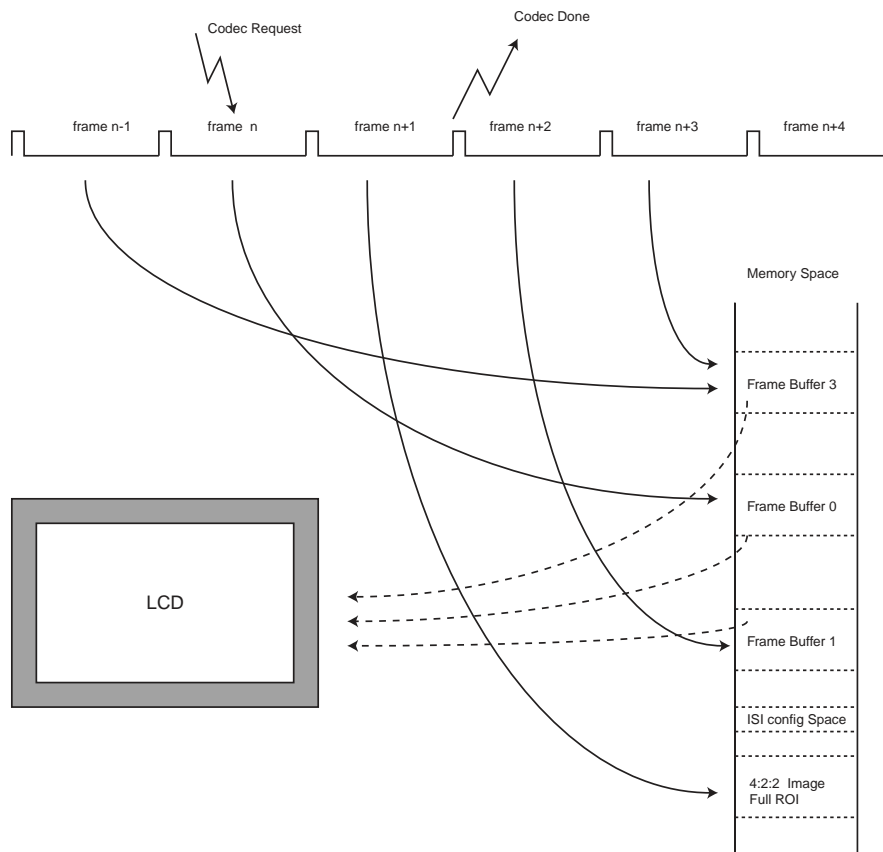 Codec Request
Codec Done
frame n-1
frame n
frame n+1
frame n+2
frame n+3
frame n+4
Memory Space
Frame Buffer 3
Frame Buffer 0
LCD
Frame Buffer 1
ISI config Space
4:2:2 Image
Full ROI